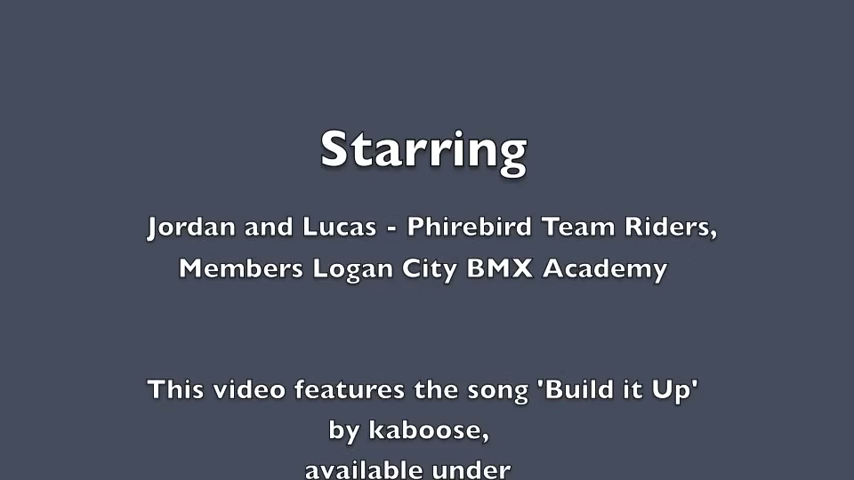 Starring
Jordan and Lucas - Phirebird Team Riders,
Members Logan City BMX Academy
This video features the song 'Build it Up'
by kaboose,
available under